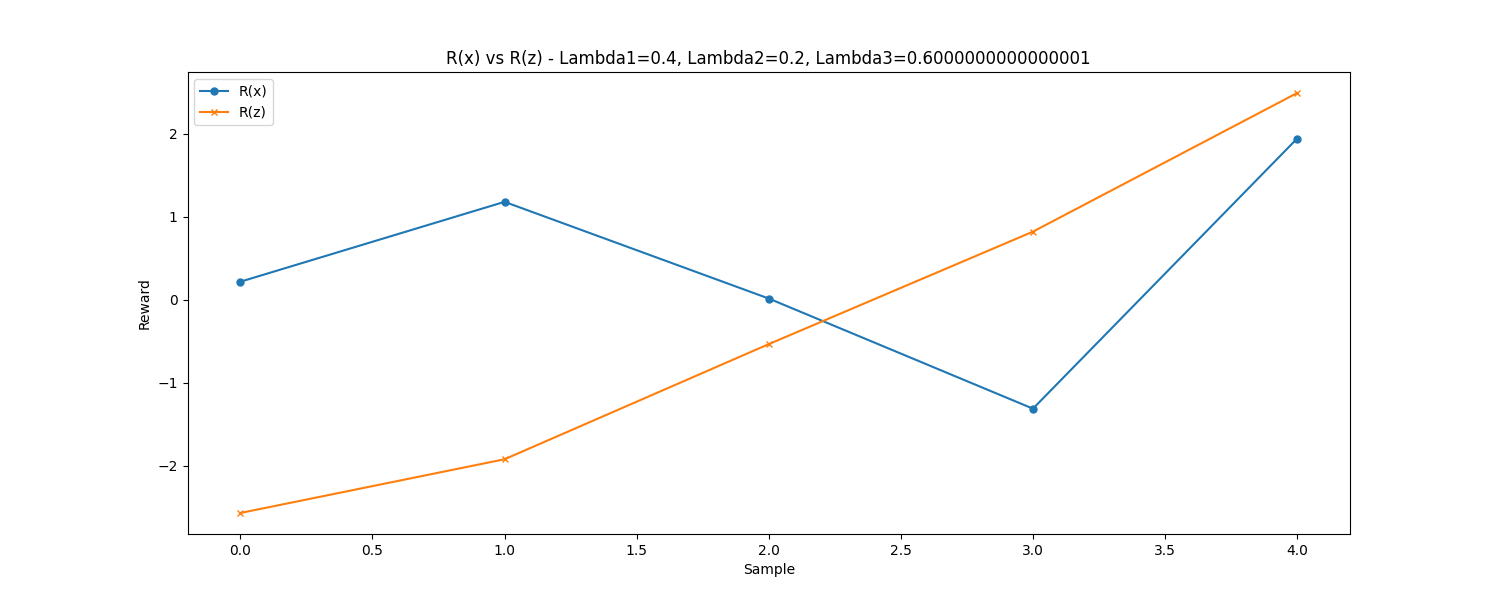 R(x) vs R(z) - Lambda1=0.4, Lambda2=0.2, Lambda3=0.6000000000000001
R(x)
R(z)
2
1
0
−1
−2
Reward
0.0 0.5 1.0 1.5 2.0 2.5 3.0 3.5 4.0
Sample